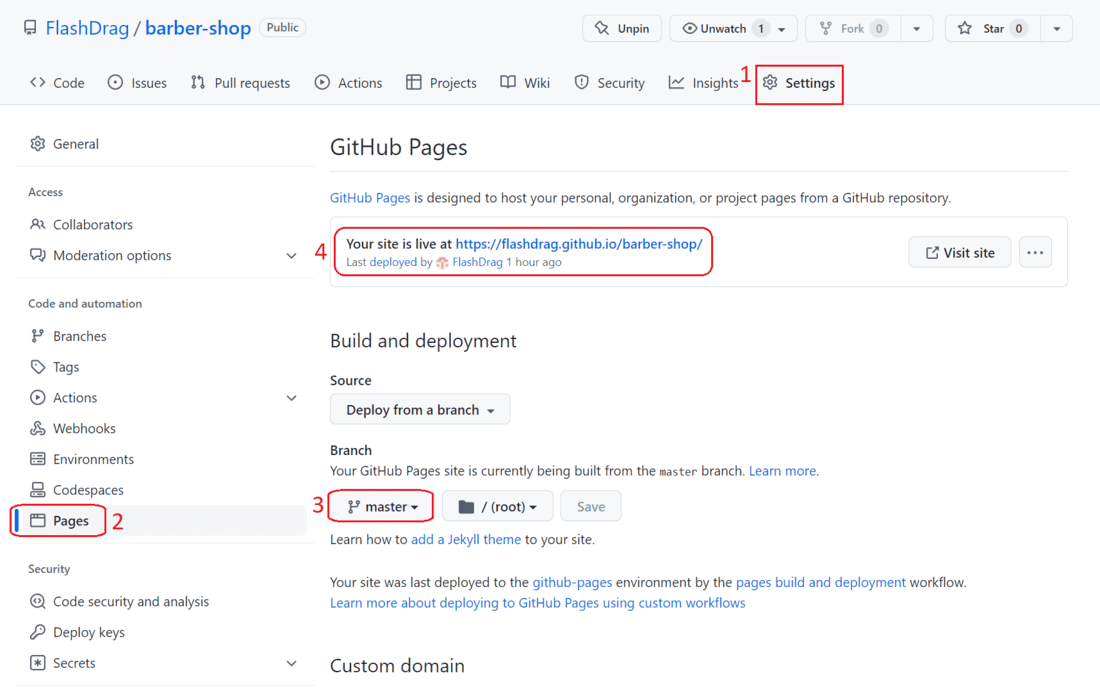 FlashDrag / barber-shop Public
Unpin Unwatch 1 Fork 0 Star 0
Code Issues Pull requests Actions Projects Wiki Security Insights 1 Settings
General
Access
Collaborators
Moderation options
Code and automation
Branches
Tags
Actions
Webhooks
Environments
Codespaces
Pages 2
Security
Code security and analysis
Deploy keys
Secrets
GitHub Pages
GitHub Pages is designed to host your personal, organization, or project pages from a GitHub repository.
4 Your site is live at https://flashdrag.github.io/barber-shop/
Last deployed by FlashDrag 1 hour ago
Visit site
Build and deployment
Source
Deploy from a branch
Branch
Your GitHub Pages site is currently being built from the master branch. Learn more.
3 master / (root) Save
Learn how to add a Jekyll theme to your site.
Your site was last deployed to the github-pages environment by the pages build and deployment workflow.
Learn more about deploying to GitHub Pages using custom workflows
Custom domain